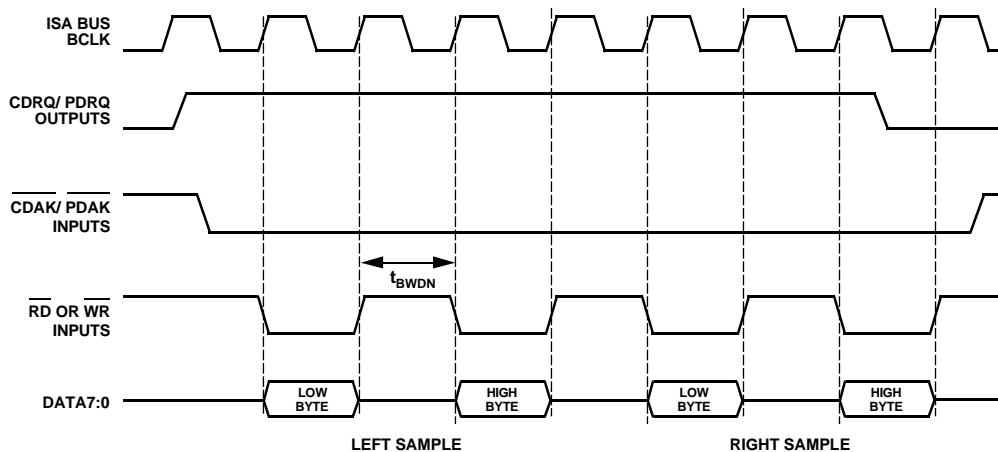 ISA BUS
BCLK
CDRQ/ PDRQ
OUTPUTS
CDAK/ PDAK
INPUTS
tBWDN
RD OR WR
INPUTS
DATA7:0
LOW
BYTE
HIGH
BYTE
LOW
BYTE
HIGH
BYTE
LEFT SAMPLE
RIGHT SAMPLE